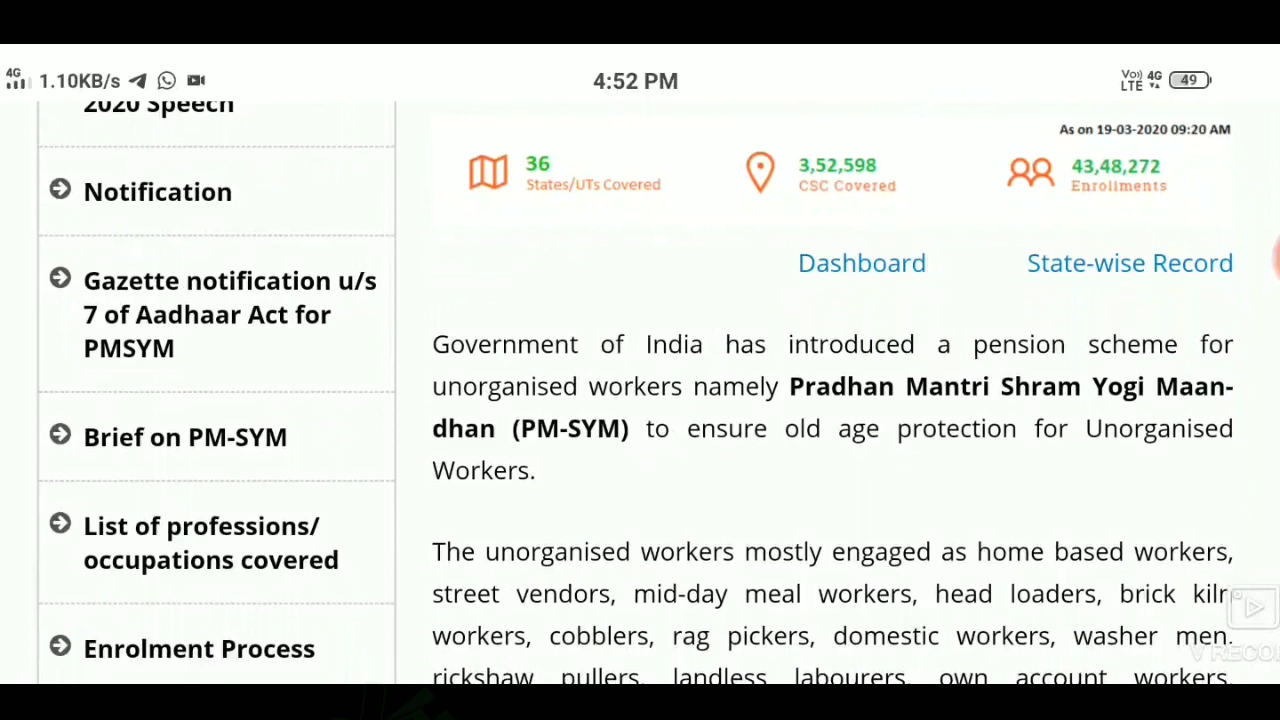 4G 1.10KB/s 4:52 PM Vo)) LTE 4G 49
2020 Speech
Notification
Gazette notification u/s
7 of Aadhaar Act for
PMSYM
Brief on PM-SYM
List of professions/
occupations covered
Enrolment Process
As on 19-03-2020 09:20 AM
36
States/UTs Covered
3,52,598
CSC Covered
43,48,272
Enrollments
Dashboard State-wise Record
Government of India has introduced a pension scheme for
unorganised workers namely Pradhan Mantri Shram Yogi Maan-
dhan (PM-SYM) to ensure old age protection for Unorganised
Workers.
The unorganised workers mostly engaged as home based workers,
street vendors, mid-day meal workers, head loaders, brick kiln
workers, cobblers, rag pickers, domestic workers, washer men,
rickshaw pullers, landless labourers, own account workers,